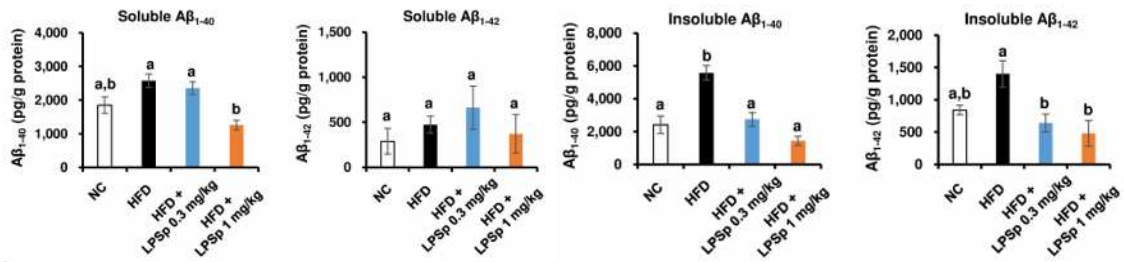 Soluble Aβ1-40
Aβ1-40 (pg/g protein)
4,000
3,000
2,000
1,000
0
a,b
a
a
b
NC
HFD
HFD +
LPSp 0.3 mg/kg
HFD +
LPSp 1 mg/kg
Soluble Aβ1-42
Aβ1-42 (pg/g protein)
1,500
1,000
500
0
a
a
a
a
NC
HFD
HFD +
LPSp 0.3 mg/kg
HFD +
LPSp 1 mg/kg
Insoluble Aβ1-40
Aβ1-40 (pg/g protein)
8,000
6,000
4,000
2,000
0
a
b
a
a
NC
HFD
HFD +
LPSp 0.3 mg/kg
HFD +
LPSp 1 mg/kg
Insoluble Aβ1-42
Aβ1-42 (pg/g protein)
2,000
1,500
1,000
500
0
a,b
a
b
b
NC
HFD
HFD +
LPSp 0.3 mg/kg
HFD +
LPSp 1 mg/kg